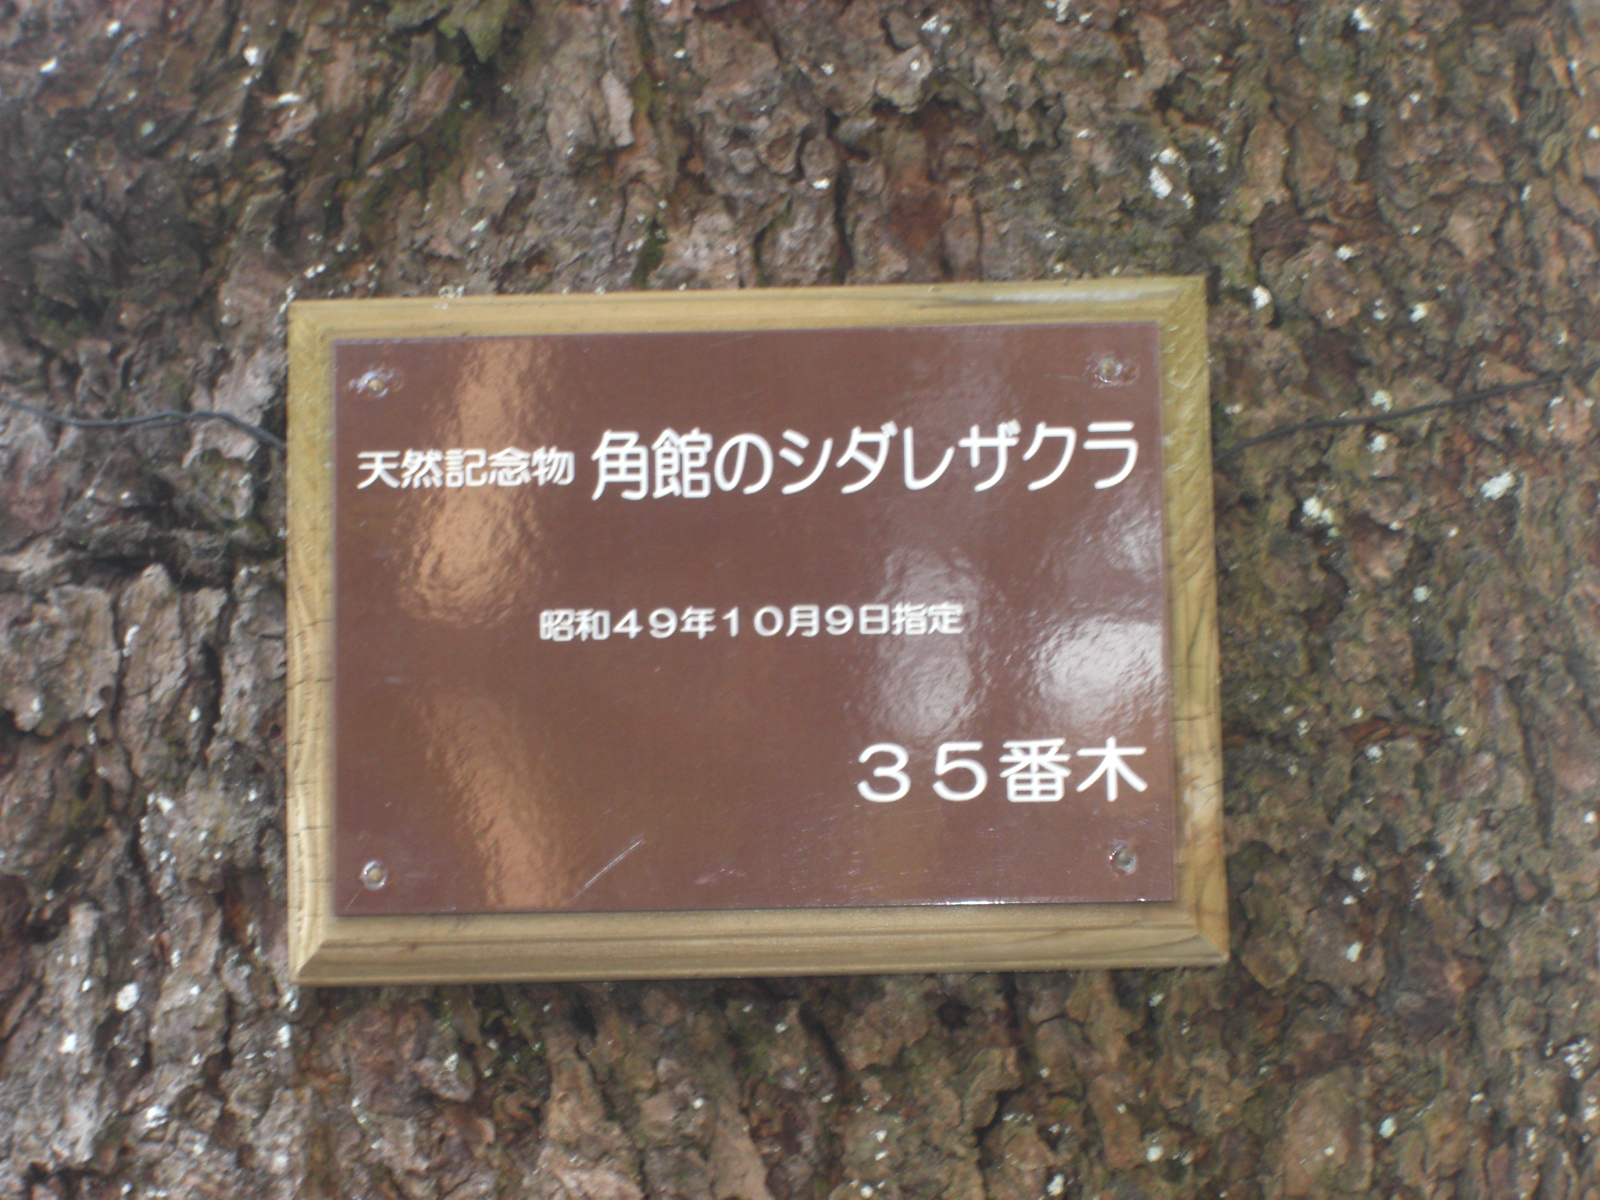 天然記念物 角館のシダレザクラ
昭和49年10月9日指定
35番木